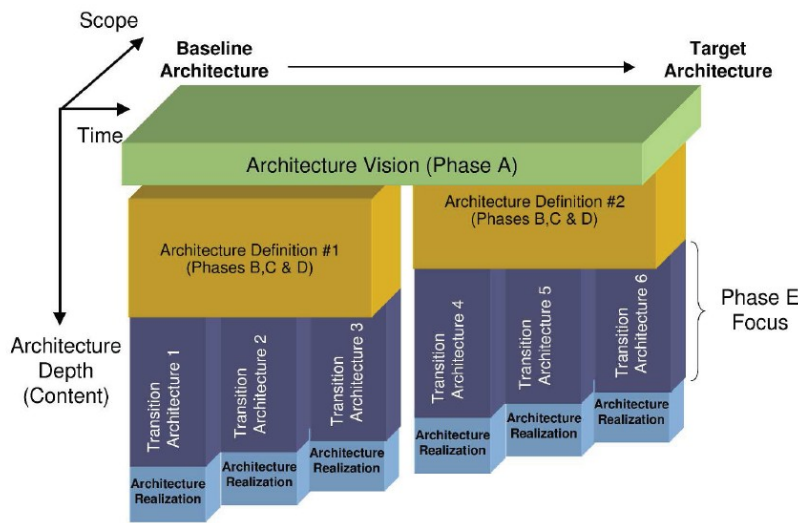 Scope
Baseline
Architecture
Target
Architecture
Time
Architecture Vision (Phase A)
Architecture Definition #1
(Phases B,C & D)
Architecture Definition #2
(Phases B,C & D)
Architecture
Depth
(Content)
Transition
Architecture 1
Transition
Architecture 2
Transition
Architecture 3
Transition
Architecture 4
Transition
Architecture 5
Transition
Architecture 6
Phase E
Focus
Architecture
Realization
Architecture
Realization
Architecture
Realization
Architecture
Realization
Architecture
Realization
Architecture
Realization